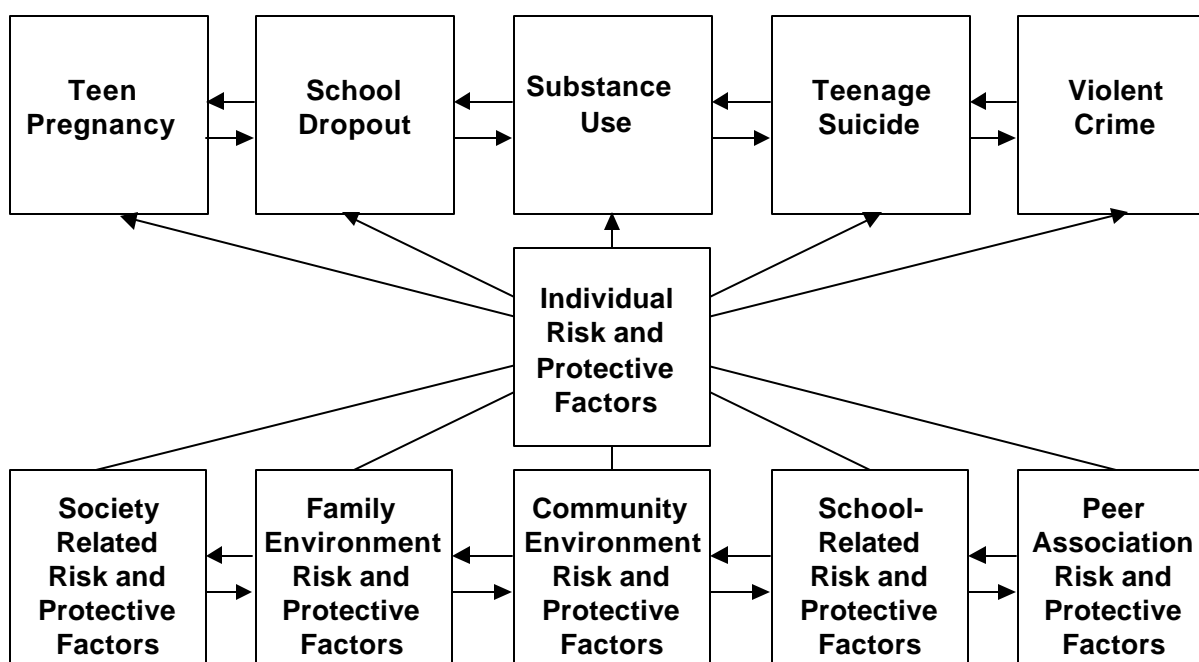 Teen
Pregnancy
School
Dropout
Substance
Use
Teenage
Suicide
Violent
Crime
Individual
Risk and
Protective
Factors
Society
Related
Risk and
Protective
Factors
Family
Environment
Risk and
Protective
Factors
Community
Environment
Risk and
Protective
Factors
School-
Related
Risk and
Protective
Factors
Peer
Association
Risk and
Protective
Factors